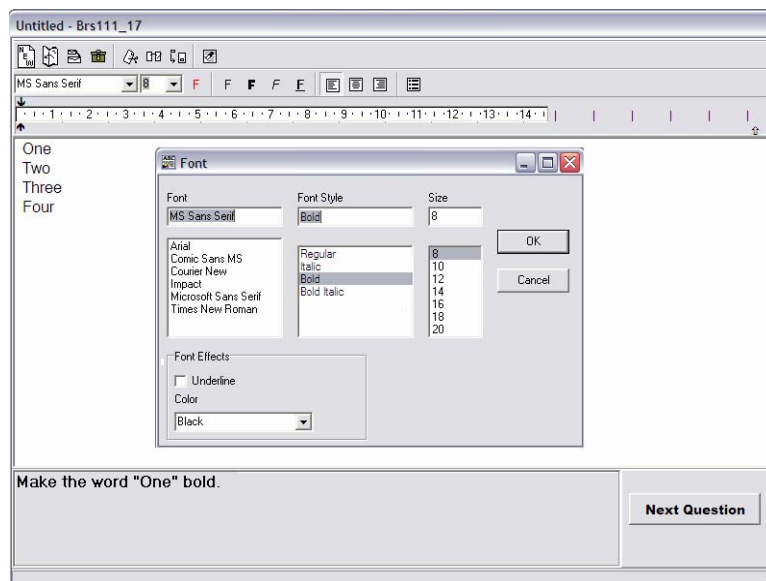 Untitled - Brs111_17
NEW
MS Sans Serif 8 F F F F F
1 2 3 4 5 6 7 8 9 10 11 12 13 14
One
Two
Three
Four
ABC Font
Font Font Style Size
MS Sans Serif Bold 8
Arial
Comic Sans MS
Courier New
Impact
Microsoft Sans Serif
Times New Roman
Regular
Italic
Bold
Bold Italic
8
10
12
14
16
18
20
OK
Cancel
Font Effects
Underline
Color
Black
Make the word "One" bold.
Next Question